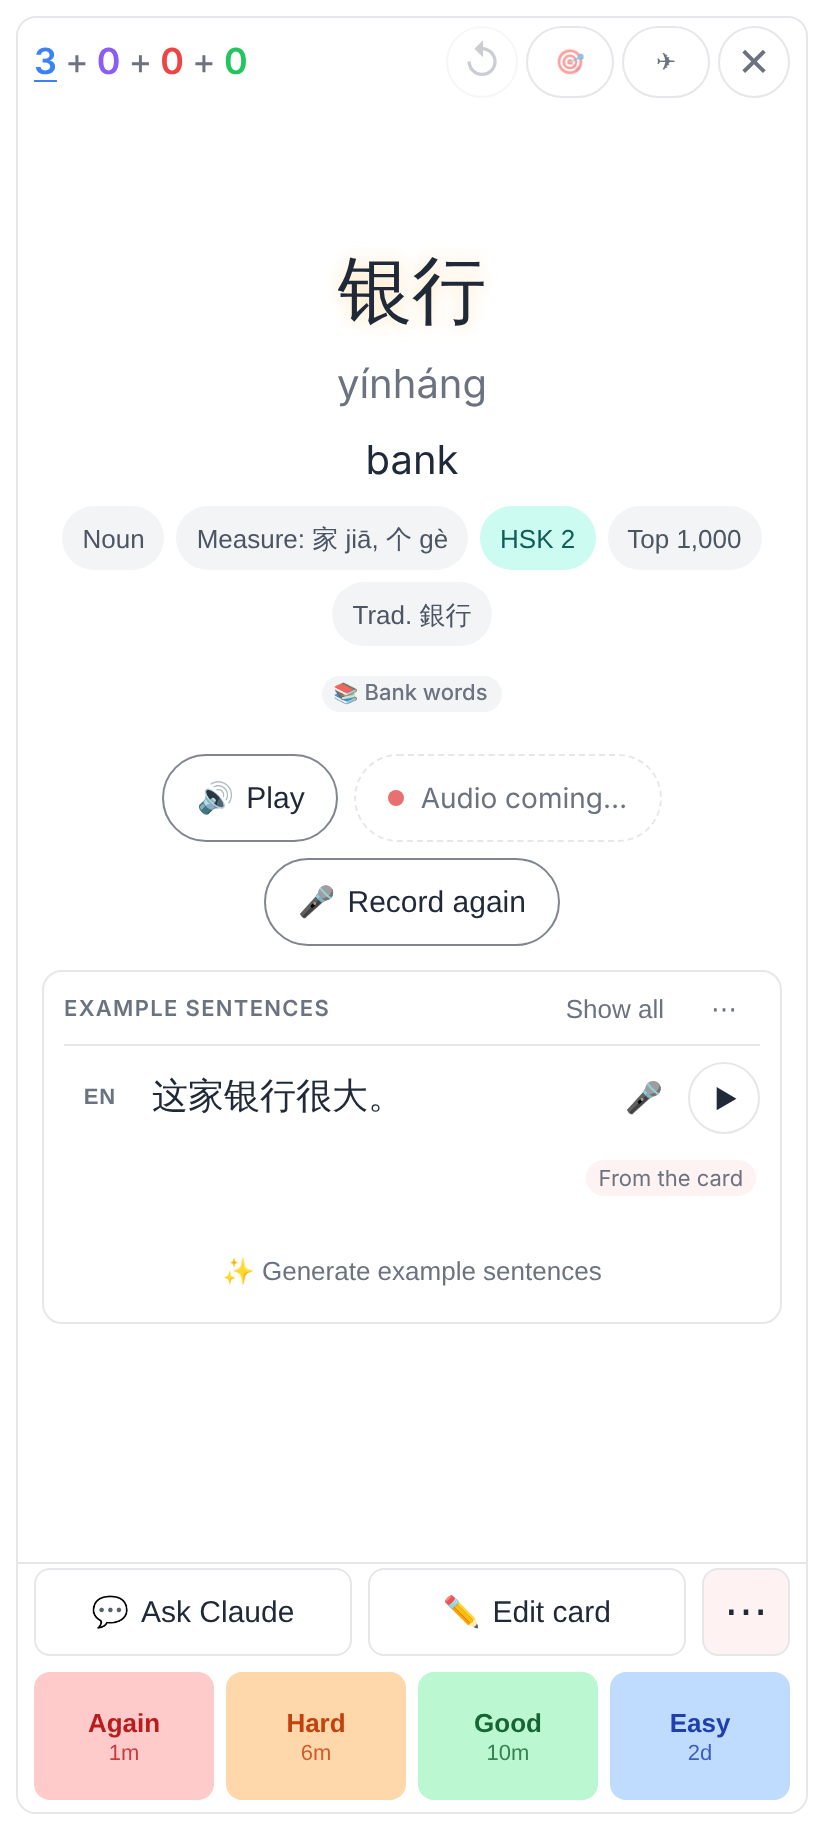 3 + 0 + 0 + 0
银行
yínháng
bank
Noun
Measure: 家 jiā, 个 gè
HSK 2
Top 1,000
Trad. 銀行
Bank words
Play
Audio coming...
Record again
EXAMPLE SENTENCES
Show all
...
EN
这家银行很大。
From the card
Generate example sentences
Ask Claude
Edit card
...
Again
1m
Hard
6m
Good
10m
Easy
2d